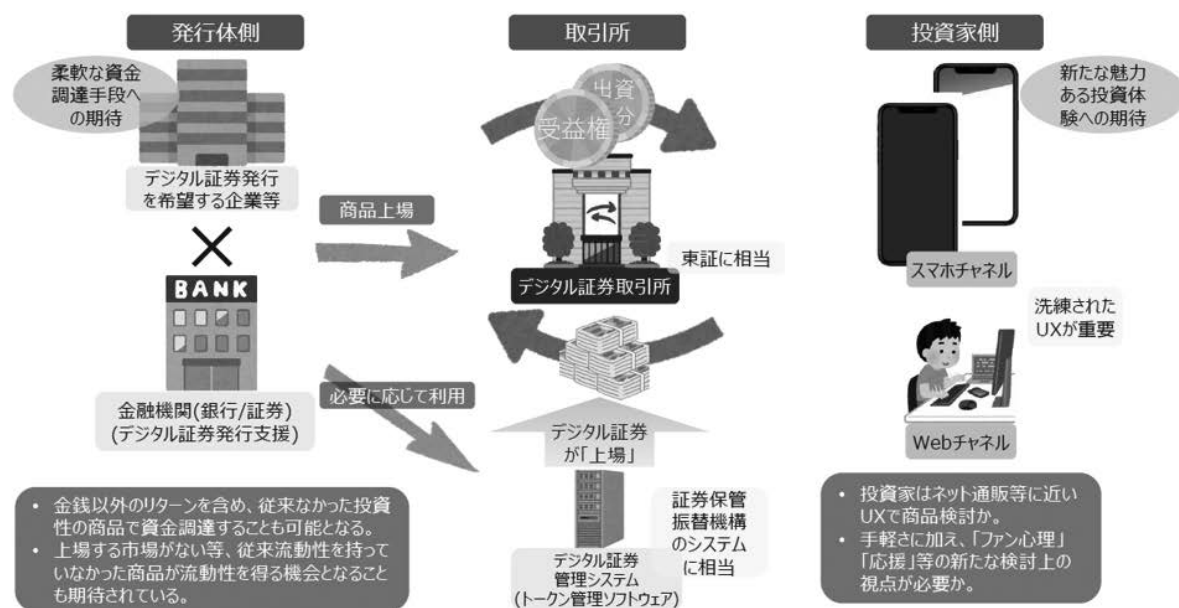 発行体側
柔軟な資金
調達手段へ
の期待
デジタル証券発行
を希望する企業等
BANK
金融機関(銀行/証券)
(デジタル証券発行支援)
商品上場
必要に応じて利用
• 金銭以外のリターンを含め、従来なかった投資
性の商品で資金調達することも可能となる。
• 上場する市場がない等、従来流動性を持って
いなかった商品が流動性を得る機会となること
も期待されている。
取引所
出資
分
受益権
東証に相当
デジタル証券取引所
デジタル証券
が「上場」
証券保管
振替機構
のシステム
に相当
デジタル証券
管理システム
(トークン管理ソフトウェア)
投資家側
新たな魅力
ある投資体
験への期待
スマホチャネル
洗練された
UXが重要
Webチャネル
• 投資家はネット通販等に近い
UXで商品検討か。
• 手軽さに加え、「ファン心理」
「応援」等の新たな検討上の
視点が必要か。